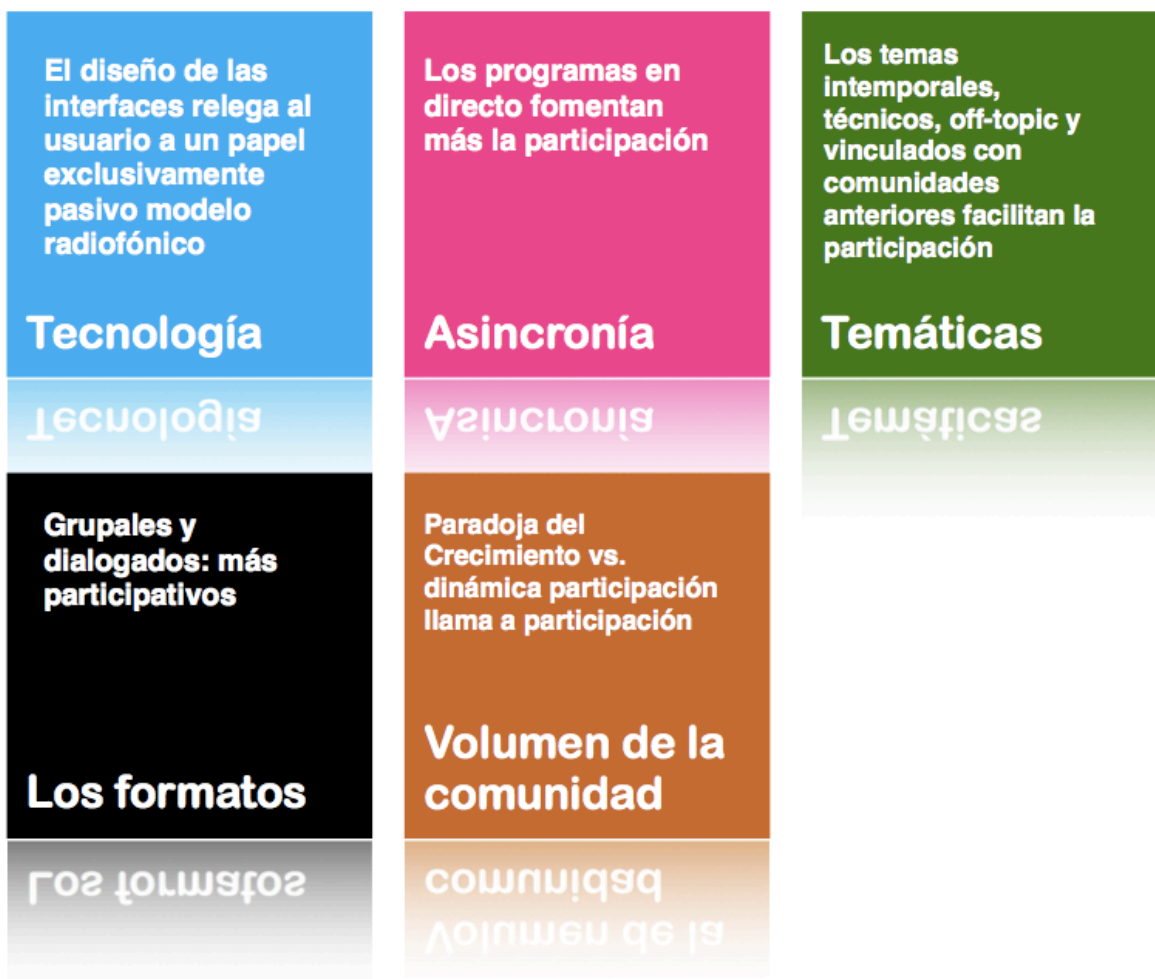 El diseño de las
interfaces relega al
usuario a un papel
exclusivamente
pasivo modelo
radiofónico
Tecnología
Los programas en
directo fomentan
más la participación
Asincronía
Los temas
intemporales,
técnicos, off-topic y
vinculados con
comunidades
anteriores facilitan la
participación
Temáticas
Grupales y
dialogados: más
participativos
Los formatos
Paradoja del
Crecimiento vs.
dinámica participación
llama a participación
Volumen de la
comunidad